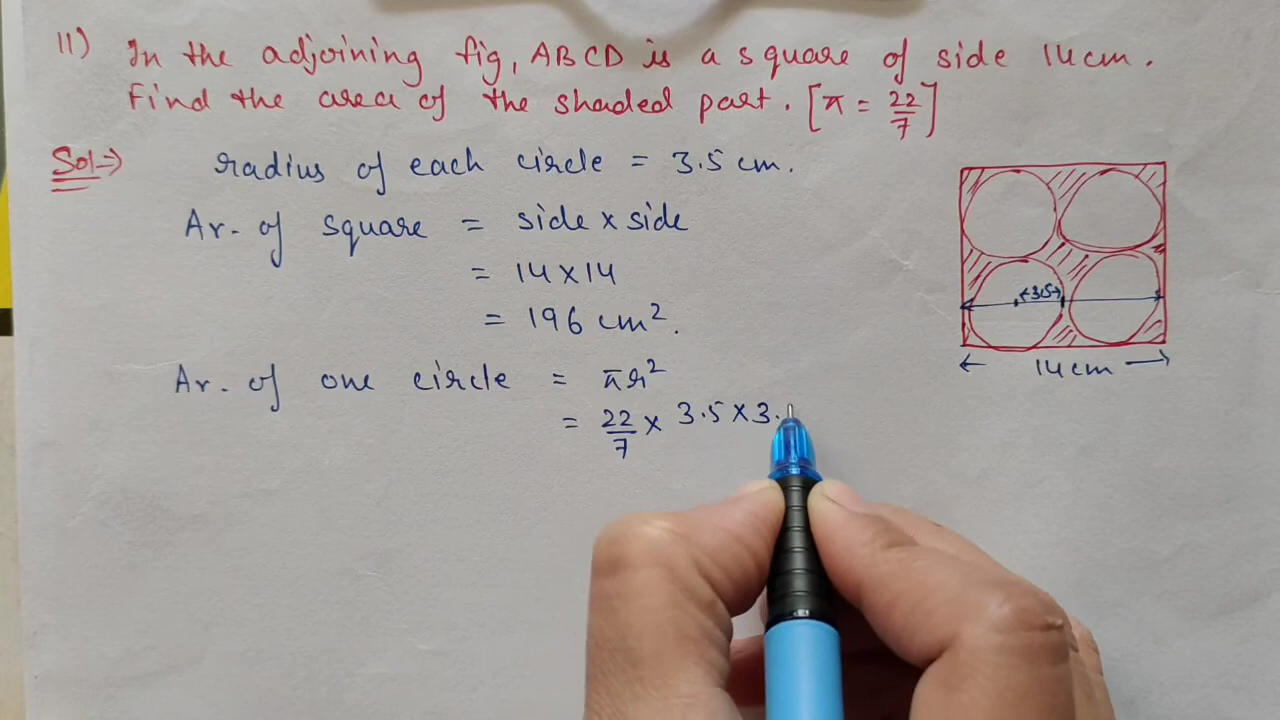 11) In the adjoining fig, ABCD is a square of side 14cm.
Find the area of the shaded part. [π = 22/7]
Sol→ radius of each circle = 3.5 cm.
Ar. of square = side x side
= 14 x 14
= 196 cm².
Ar. of one circle = πr²
= 22/7 x 3.5 x 3.
←3.5→
← 14cm →